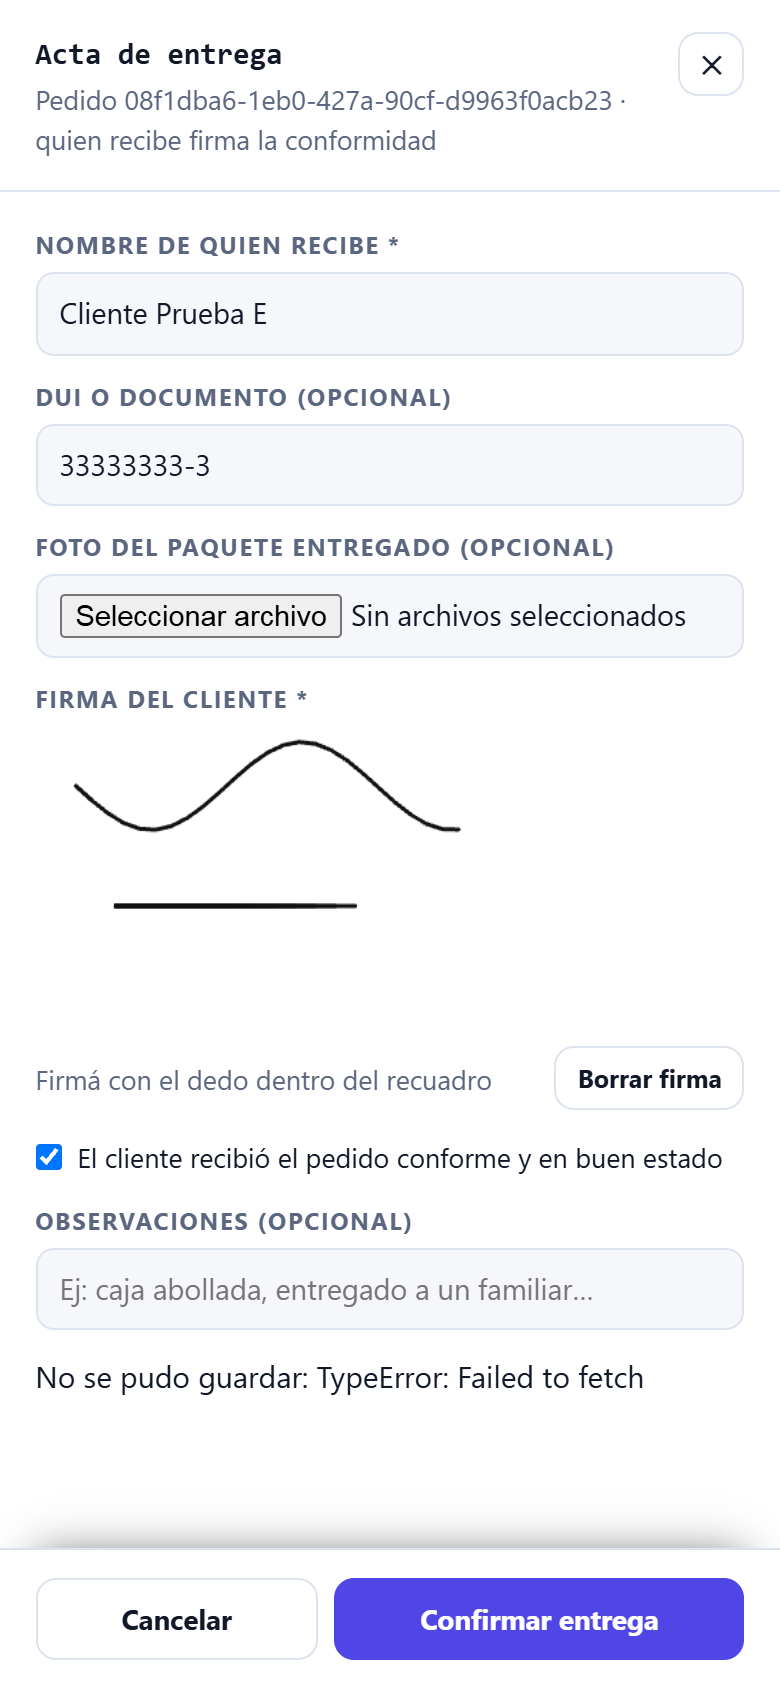 Acta de entrega
Pedido 08f1dba6-1eb0-427a-90cf-d9963f0acb23 ·
quien recibe firma la conformidad
NOMBRE DE QUIEN RECIBE *
Cliente Prueba E
DUI O DOCUMENTO (OPCIONAL)
33333333-3
FOTO DEL PAQUETE ENTREGADO (OPCIONAL)
Seleccionar archivo Sin archivos seleccionados
FIRMA DEL CLIENTE *
Firmá con el dedo dentro del recuadro
Borrar firma
El cliente recibió el pedido conforme y en buen estado
OBSERVACIONES (OPCIONAL)
Ej: caja abollada, entregado a un familiar...
No se pudo guardar: TypeError: Failed to fetch
Cancelar
Confirmar entrega